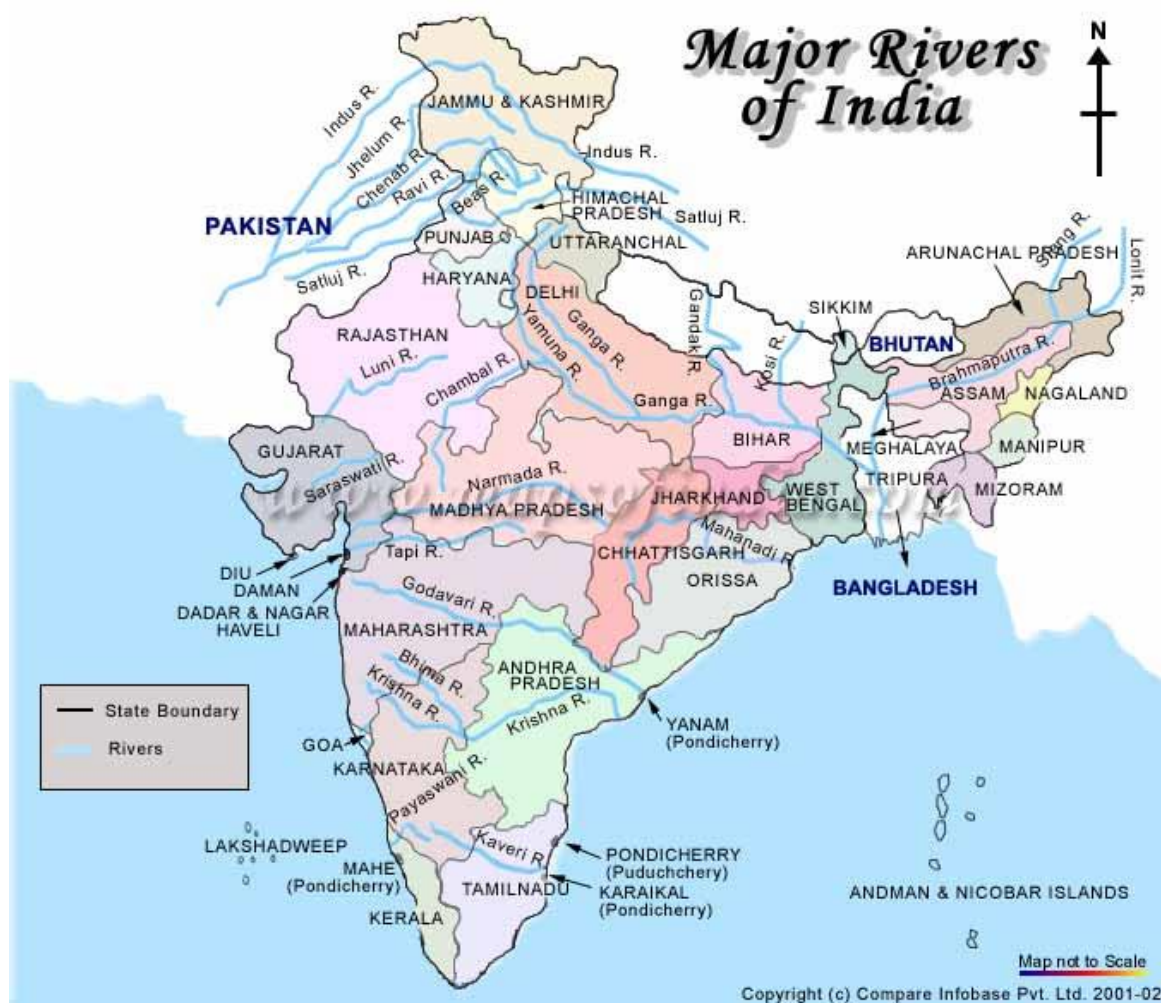 Major Rivers
of India
N
Indus R.
JAMMU & KASHMIR
Jhelum R.
Indus R.
Chenab R.
Ravi R.
Beas R.
HIMACHAL
PRADESH
Satluj R.
PAKISTAN
PUNJAB
UTTARANCHAL
Satluj R.
HARYANA
DELHI
ARUNACHAL PRADESH
Lonit R.
SIKKIM
BHUTAN
RAJASTHAN
Luni R.
Chambal R.
Yamuna R.
Ganga R.
Gandak R.
Kosi R.
Brahmaputra R.
ASSAM
NAGALAND
Ganga R.
BIHAR
MEGHALAYA
MANIPUR
GUJARAT
Saraswati R.
Narmada R.
TRIPURA
MIZORAM
www.mapsofindia.com
MADHYA PRADESH
JHARKHAND
WEST
BENGAL
Tapi R.
CHHATTISGARH
Mahanadi R.
ORISSA
BANGLADESH
DIU
DAMAN
DADAR & NAGAR
HAVELI
Godavari R.
MAHARASHTRA
Bhima R.
Krishna R.
ANDHRA
PRADESH
Krishna R.
YANAM
(Pondicherry)
State Boundary
Rivers
GOA
KARNATAKA
Payaswani R.
LAKSHADWEEP
MAHE
(Pondicherry)
Kaveri R.
PONDICHERRY
(Puduchchery)
TAMILNADU
KARAIKAL
(Pondicherry)
KERALA
ANDMAN & NICOBAR ISLANDS
Map not to Scale
Copyright (c) Compare Infobase Pvt. Ltd. 2001-02